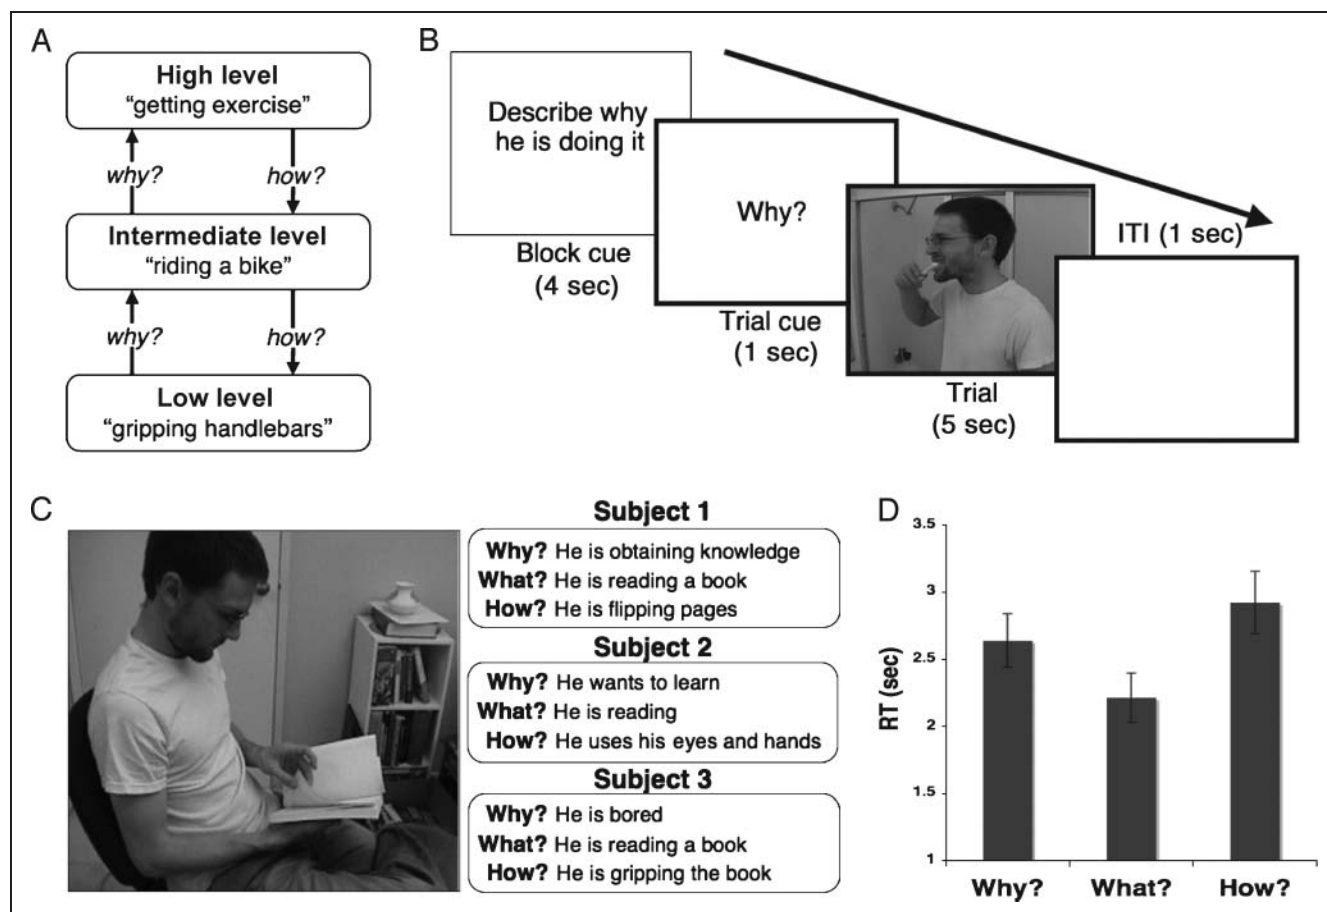 A
High level
“getting exercise”
why?
how?
Intermediate level
“riding a bike”
why?
how?
Low level
“gripping handlebars”
B
Describe why
he is doing it
Block cue
(4 sec)
Why?
Trial cue
(1 sec)
Trial
(5 sec)
ITI (1 sec)
C
Subject 1
Why? He is obtaining knowledge
What? He is reading a book
How? He is flipping pages
Subject 2
Why? He wants to learn
What? He is reading
How? He uses his eyes and hands
Subject 3
Why? He is bored
What? He is reading a book
How? He is gripping the book
D
RT (sec)
3.5
3
2.5
2
1.5
1
Why?
What?
How?